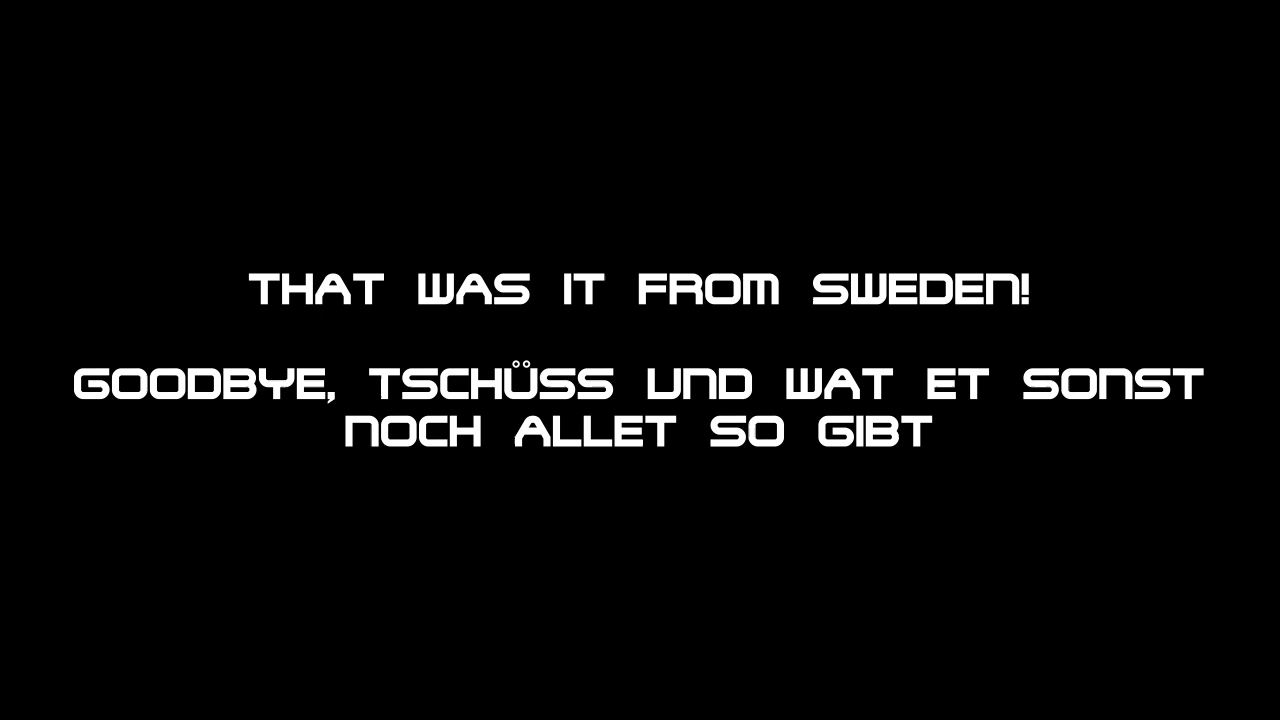 THAT WAS IT FROM SWEDEN!
GOODBYE, TSCHÜSS UND WAT ET SONST
NOCH ALLET SO GIBT